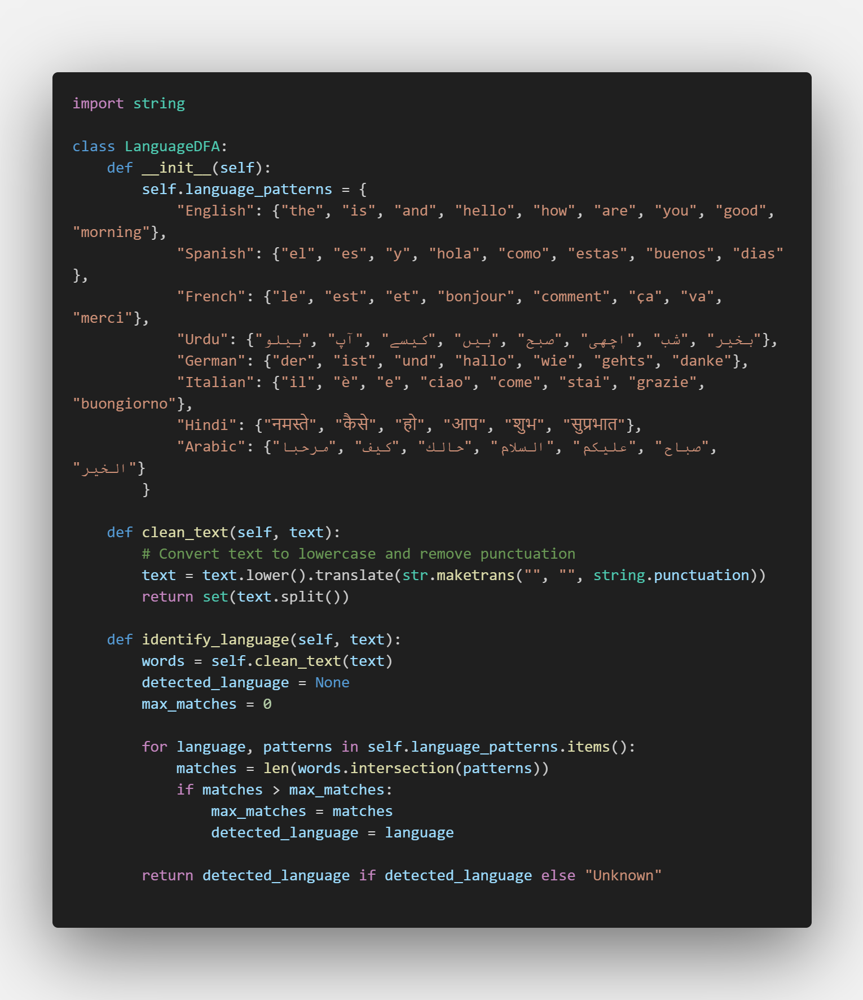 import string

class LanguageDFA:
    def __init__(self):
        self.language_patterns = {
            "English": {"the", "is", "and", "hello", "how", "are", "you", "good",
"morning"},
            "Spanish": {"el", "es", "y", "hola", "como", "estas", "buenos", "dias"
},
            "French": {"le", "est", "et", "bonjour", "comment", "ça", "va",
"merci"},
            "Urdu": {"ہیلو", "آپ", "کیسے", "ہیں", "صبح", "اچھی", "شب", "بخیر"},
            "German": {"der", "ist", "und", "hallo", "wie", "gehts", "danke"},
            "Italian": {"il", "è", "e", "ciao", "come", "stai", "grazie",
"buongiorno"},
            "Hindi": {"नमस्ते", "कैसे", "हो", "आप", "शुभ", "सुप्रभात"},
            "Arabic": {"مرحبا", "كيف", "حالك", "السلام", "عليكم", "صباح",
"الخير"}
        }

    def clean_text(self, text):
        # Convert text to lowercase and remove punctuation
        text = text.lower().translate(str.maketrans("", "", string.punctuation))
        return set(text.split())

    def identify_language(self, text):
        words = self.clean_text(text)
        detected_language = None
        max_matches = 0

        for language, patterns in self.language_patterns.items():
            matches = len(words.intersection(patterns))
            if matches > max_matches:
                max_matches = matches
                detected_language = language

        return detected_language if detected_language else "Unknown"